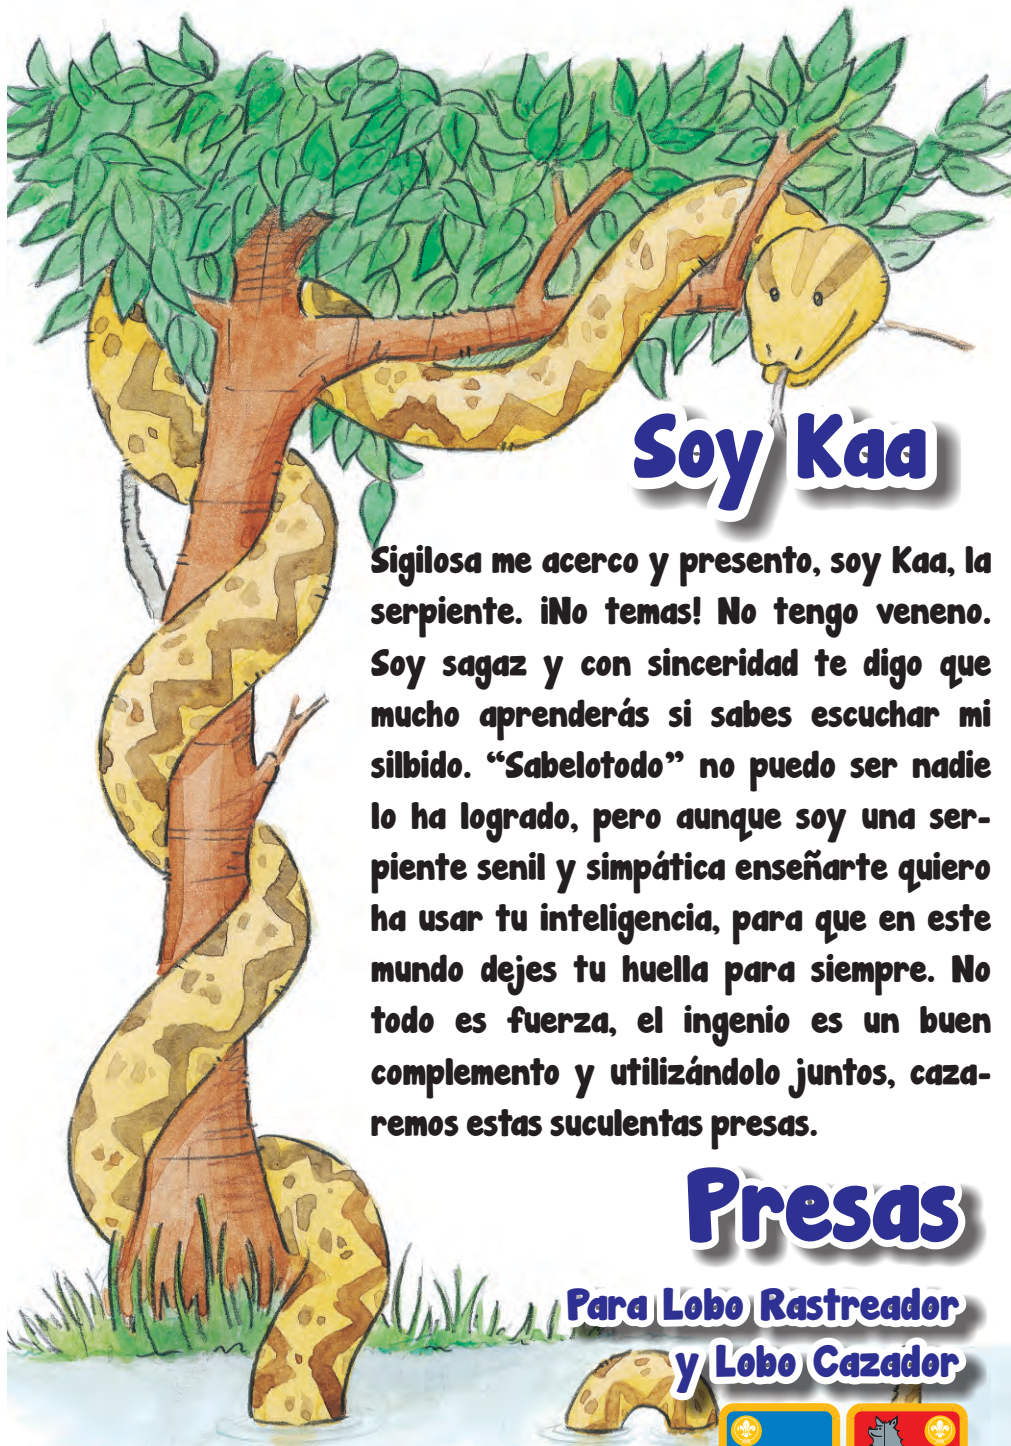 Soy Kaa
Sigilosa me acerco y presento, soy Kaa, la
serpiente. ¡No temas! No tengo veneno.
Soy sagaz y con sinceridad te digo que
mucho aprenderás si sabes escuchar mi
silbido. “Sabelotodo” no puedo ser nadie
lo ha logrado, pero aunque soy una ser-
piente senil y simpática enseñarte quiero
ha usar tu inteligencia, para que en este
mundo dejes tu huella para siempre. No
todo es fuerza, el ingenio es un buen
complemento y utilizándolo juntos, caza-
remos estas suculentas presas.
Presas
Para Lobo Rastreador
y Lobo Cazador